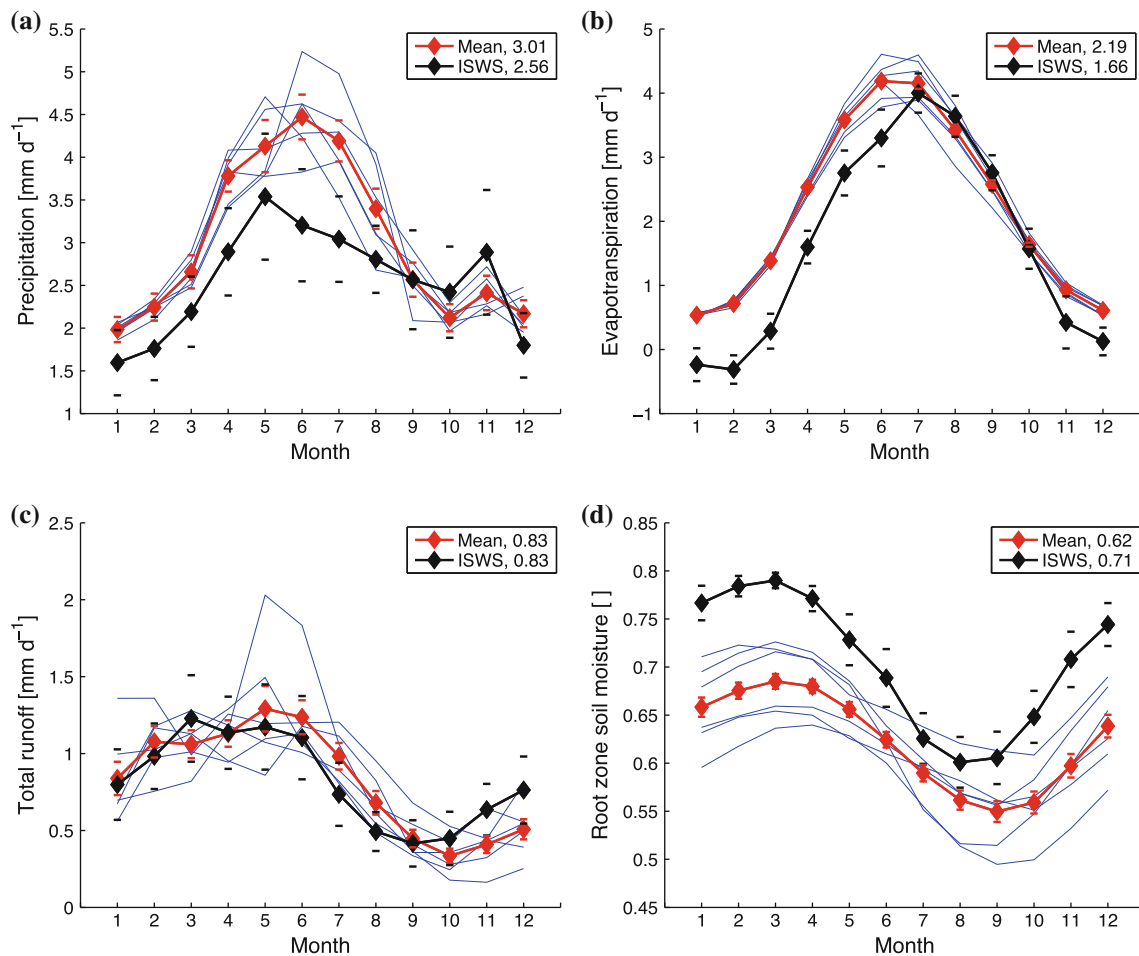 (a)
5.5
5
4.5
4
3.5
3
2.5
2
1.5
1
Precipitation [mm d⁻¹]
Mean, 3.01
ISWS, 2.56
1 2 3 4 5 6 7 8 9 10 11 12
Month
(b)
6
5
4
3
2
1
0
−1
Evapotranspiration [mm d⁻¹]
Mean, 2.19
ISWS, 1.66
1 2 3 4 5 6 7 8 9 10 11 12
Month
(c)
2.5
2
1.5
1
0.5
0
Total runoff [mm d⁻¹]
Mean, 0.83
ISWS, 0.83
1 2 3 4 5 6 7 8 9 10 11 12
Month
(d)
0.85
0.8
0.75
0.7
0.65
0.6
0.55
0.5
0.45
Root zone soil moisture [ ]
Mean, 0.62
ISWS, 0.71
1 2 3 4 5 6 7 8 9 10 11 12
Month